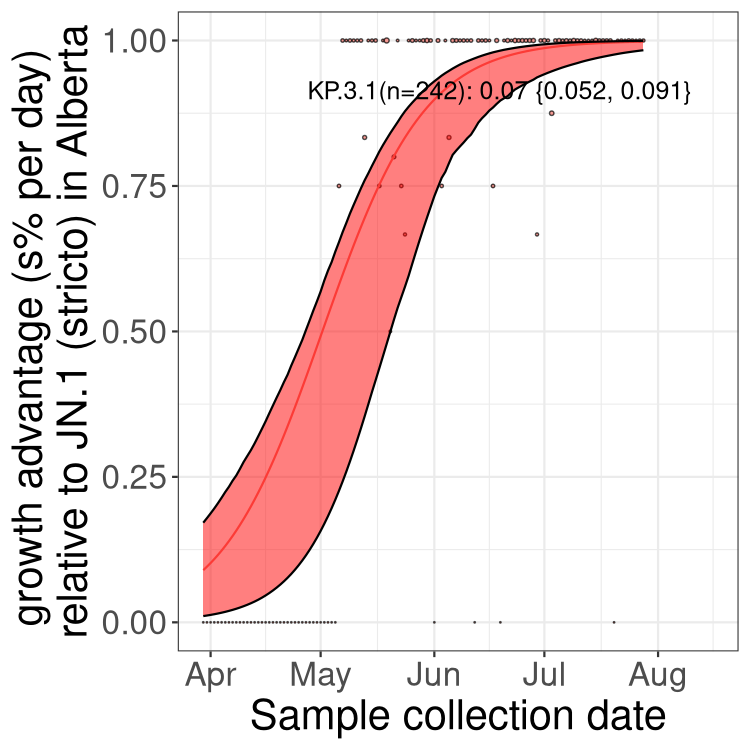 growth advantage (s% per day)
relative to JN.1 (stricto) in Alberta
1.00
0.75
0.50
0.25
0.00
KP.3.1(n=242): 0.07 {0.052, 0.091}
Apr May Jun Jul Aug
Sample collection date